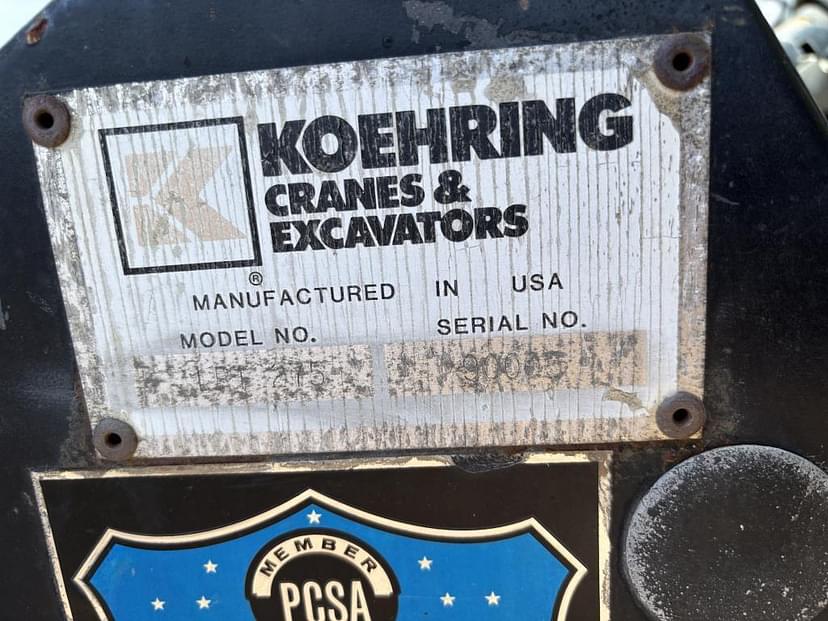 K
KOEHRING
CRANES &
EXCAVATORS
®
MANUFACTURED IN USA
MODEL NO. SERIAL NO.
MEMBER
PCSA